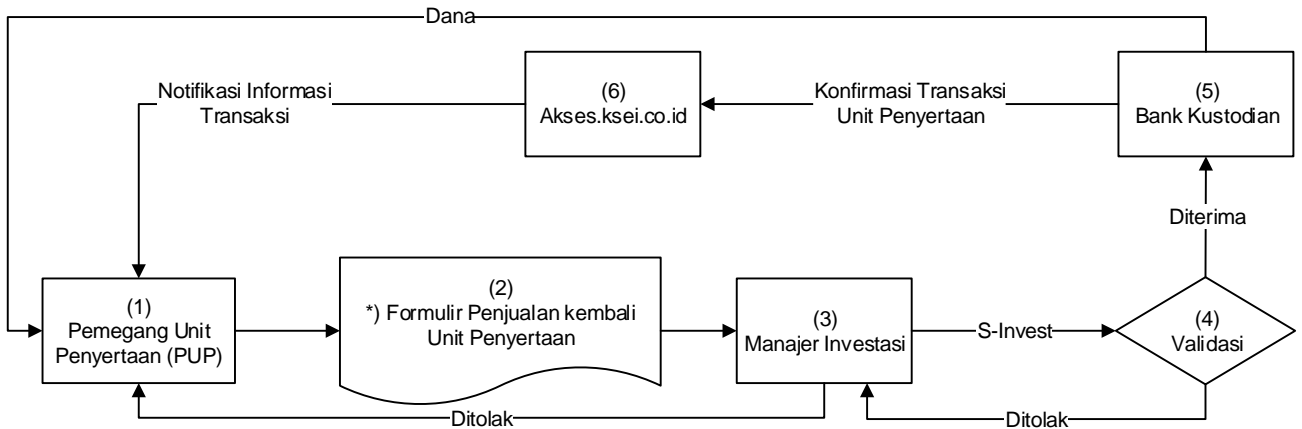 Dana
Notifikasi Informasi
Transaksi
(6)
Akses.ksei.co.id
Konfirmasi Transaksi
Unit Penyertaan
(5)
Bank Kustodian
Diterima
(1)
Pemegang Unit
Penyertaan (PUP)
(2)
*) Formulir Penjualan kembali
Unit Penyertaan
(3)
Manajer Investasi
S-Invest
(4)
Validasi
Ditolak
Ditolak